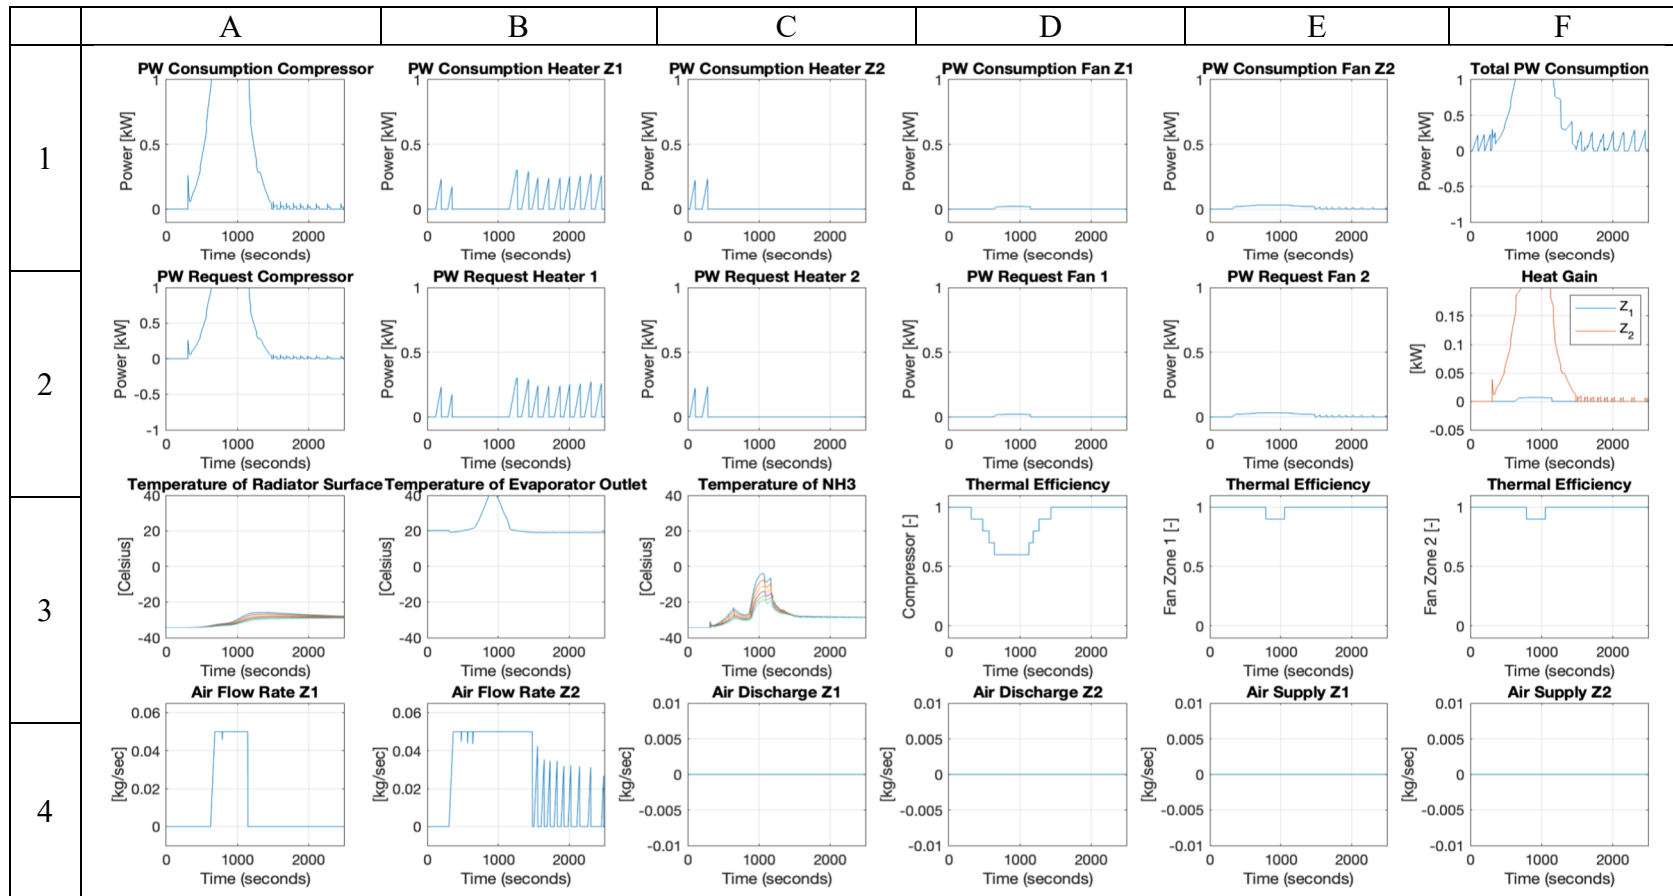 A B C D E F
1
PW Consumption Compressor PW Consumption Heater Z1 PW Consumption Heater Z2 PW Consumption Fan Z1 PW Consumption Fan Z2 Total PW Consumption
Power [kW] Power [kW] Power [kW] Power [kW] Power [kW] Power [kW]
1 1 1 1 1 1
0.5 0.5 0.5 0.5 0.5 0.5
0 0 0 0 0 0
-0.5
-1
0 1000 2000 0 1000 2000 0 1000 2000 0 1000 2000 0 1000 2000 0 1000 2000
Time (seconds) Time (seconds) Time (seconds) Time (seconds) Time (seconds) Time (seconds)
2
PW Request Compressor PW Request Heater 1 PW Request Heater 2 PW Request Fan 1 PW Request Fan 2 Heat Gain
Power [kW] Power [kW] Power [kW] Power [kW] Power [kW] [kW]
1 1 1 1 1
0.5 0.5 0.5 0.5 0.5 0.15
0 0 0 0 0 0.1
-0.5 0.05
-1 0
-0.05
Z1
Z2
0 1000 2000 0 1000 2000 0 1000 2000 0 1000 2000 0 1000 2000 0 1000 2000
Time (seconds) Time (seconds) Time (seconds) Time (seconds) Time (seconds) Time (seconds)
3
Temperature of Radiator Surface Temperature of Evaporator Outlet Temperature of NH3 Thermal Efficiency Thermal Efficiency Thermal Efficiency
[Celsius] [Celsius] [Celsius] Compressor [-] Fan Zone 1 [-] Fan Zone 2 [-]
40 40 40 1 1 1
20 20 20
0 0 0 0.5 0.5 0.5
-20 -20 -20
-40 -40 -40 0 0 0
0 1000 2000 0 1000 2000 0 1000 2000 0 1000 2000 0 1000 2000 0 1000 2000
Time (seconds) Time (seconds) Time (seconds) Time (seconds) Time (seconds) Time (seconds)
4
Air Flow Rate Z1 Air Flow Rate Z2 Air Discharge Z1 Air Discharge Z2 Air Supply Z1 Air Supply Z2
[kg/sec] [kg/sec] [kg/sec] [kg/sec] [kg/sec] [kg/sec]
0.06 0.06 0.01 0.01 0.01 0.01
0.04 0.04 0.005 0.005 0.005 0.005
0.02 0.02 0 0 0 0
0 0 -0.005 -0.005 -0.005 -0.005
-0.01 -0.01 -0.01 -0.01
0 1000 2000 0 1000 2000 0 1000 2000 0 1000 2000 0 1000 2000 0 1000 2000
Time (seconds) Time (seconds) Time (seconds) Time (seconds) Time (seconds) Time (seconds)